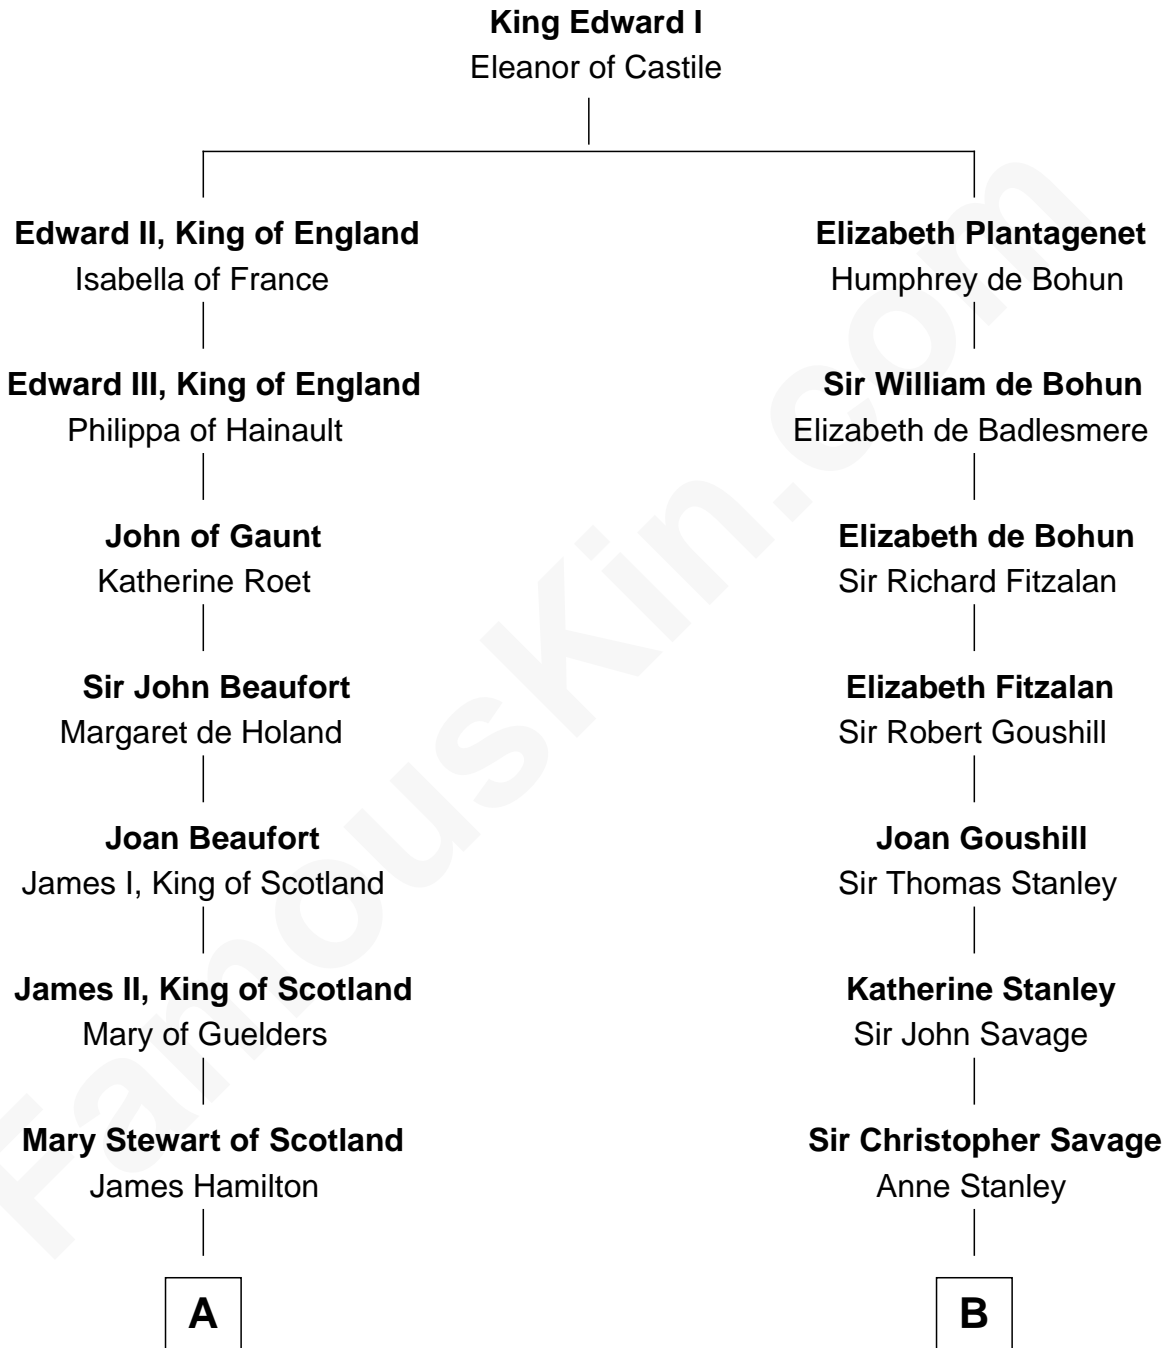 King Edward I
Eleanor of Castile
Edward II, King of England
Isabella of France
Elizabeth Plantagenet
Humphrey de Bohun
Edward III, King of England
Philippa of Hainault
Sir William de Bohun
Elizabeth de Badlesmere
John of Gaunt
Katherine Roet
Elizabeth de Bohun
Sir Richard Fitzalan
Sir John Beaufort
Margaret de Holand
Elizabeth Fitzalan
Sir Robert Goushill
Joan Beaufort
James I, King of Scotland
Joan Goushill
Sir Thomas Stanley
James II, King of Scotland
Mary of Guelders
Katherine Stanley
Sir John Savage
Mary Stewart of Scotland
James Hamilton
Sir Christopher Savage
Anne Stanley
A
B
FamousKin.com